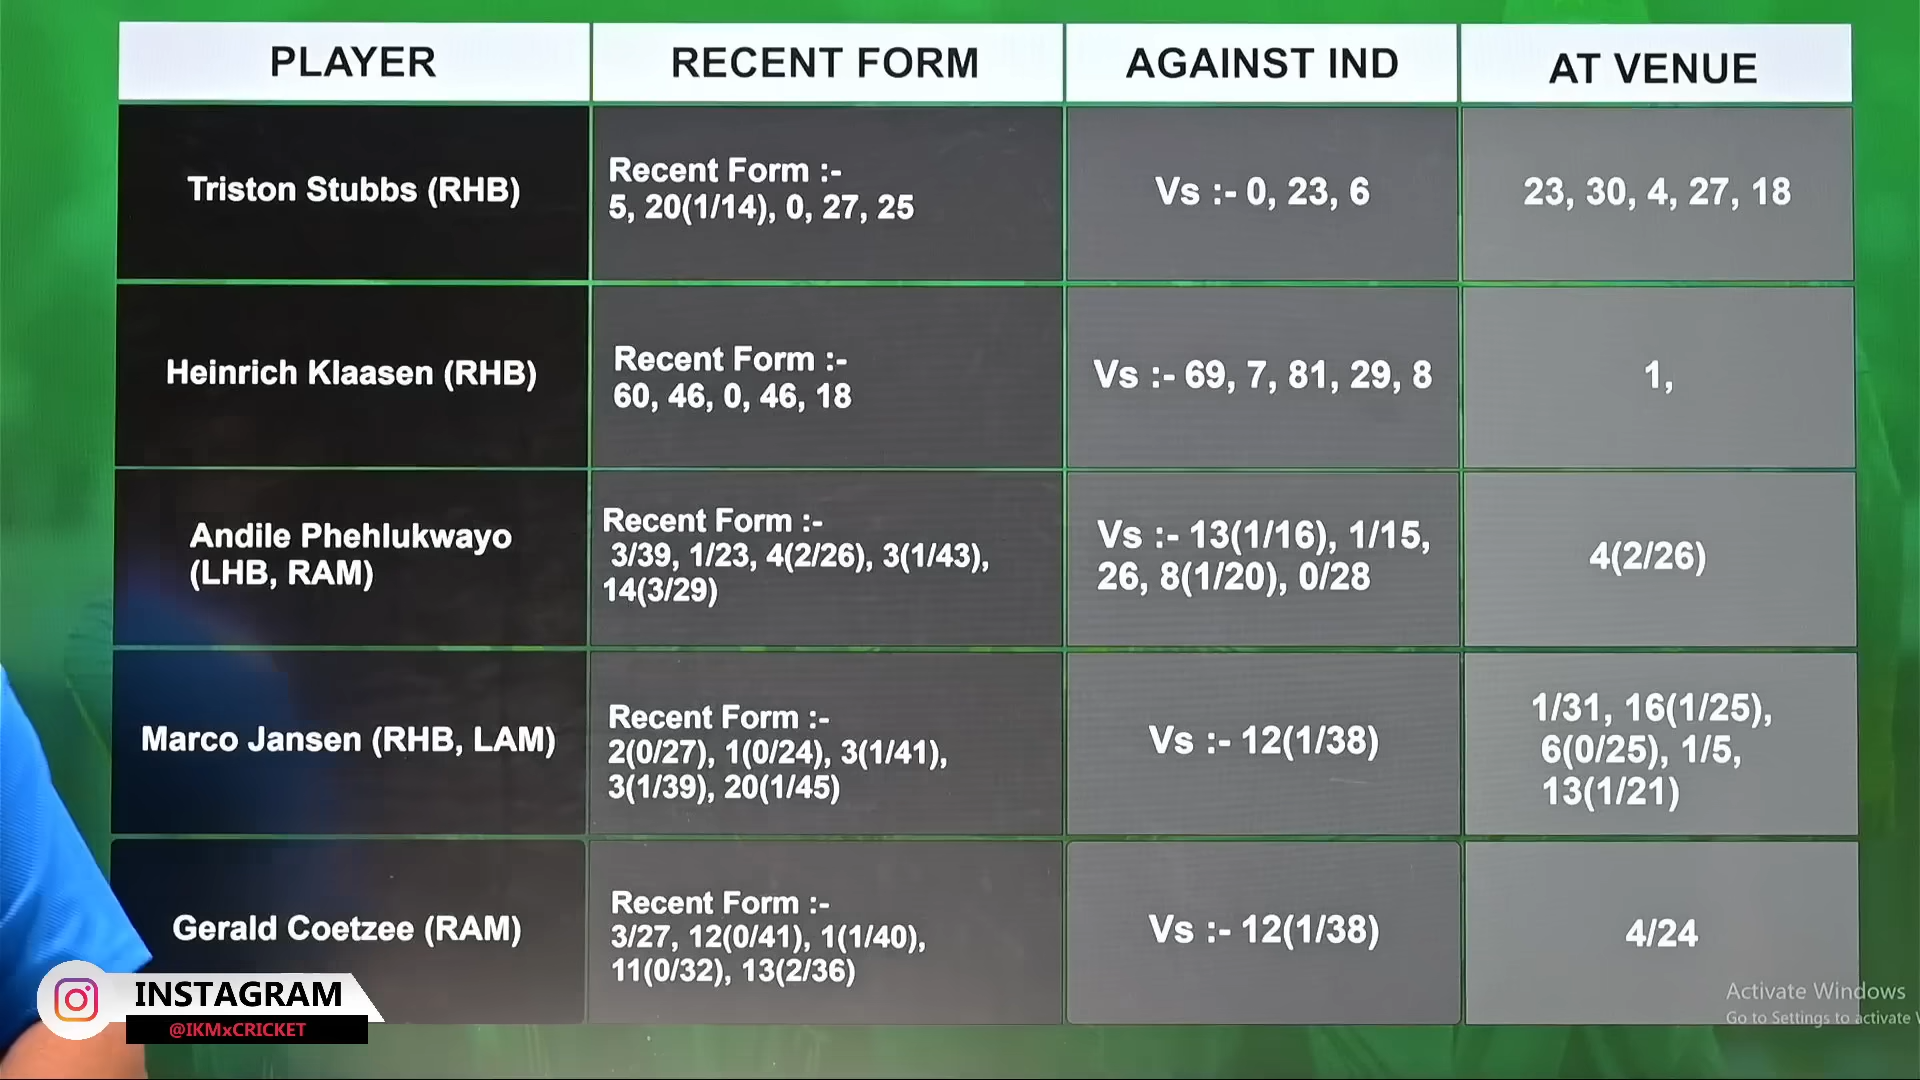 PLAYER
RECENT FORM
AGAINST IND
AT VENUE
Triston Stubbs (RHB)
Recent Form :-
5, 20(1/14), 0, 27, 25
Vs :- 0, 23, 6
23, 30, 4, 27, 18
Heinrich Klaasen (RHB)
Recent Form :-
60, 46, 0, 46, 18
Vs :- 69, 7, 81, 29, 8
1,
Andile Phehlukwayo
(LHB, RAM)
Recent Form :-
3/39, 1/23, 4(2/26), 3(1/43),
14(3/29)
Vs :- 13(1/16), 1/15,
26, 8(1/20), 0/28
4(2/26)
Marco Jansen (RHB, LAM)
Recent Form :-
2(0/27), 1(0/24), 3(1/41),
3(1/39), 20(1/45)
Vs :- 12(1/38)
1/31, 16(1/25),
6(0/25), 1/5,
13(1/21)
Gerald Coetzee (RAM)
Recent Form :-
3/27, 12(0/41), 1(1/40),
11(0/32), 13(2/36)
Vs :- 12(1/38)
4/24
INSTAGRAM
@IKMxCRICKET
Activate Windows
Go to Settings to activate W